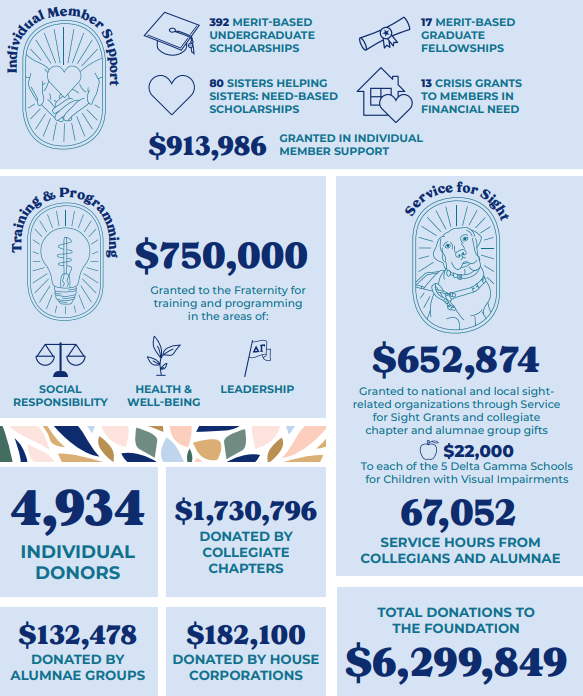 Individual Member Support
392 MERIT-BASED
UNDERGRADUATE
SCHOLARSHIPS
17 MERIT-BASED
GRADUATE
FELLOWSHIPS
80 SISTERS HELPING
SISTERS: NEED-BASED
SCHOLARSHIPS
13 CRISIS GRANTS
TO MEMBERS IN
FINANCIAL NEED
$913,986 GRANTED IN INDIVIDUAL
MEMBER SUPPORT
Training & Programming
$750,000
Granted to the Fraternity for
training and programming
in the areas of:
SOCIAL
RESPONSIBILITY
HEALTH &
WELL-BEING
ΔΓ
LEADERSHIP
Service for Sight
$652,874
Granted to national and local sight-
related organizations through Service
for Sight Grants and collegiate
chapter and alumnae group gifts
$22,000
To each of the 5 Delta Gamma Schools
for Children with Visual Impairments
67,052
SERVICE HOURS FROM
COLLEGIANS AND ALUMNAE
4,934
INDIVIDUAL
DONORS
$1,730,796
DONATED BY
COLLEGIATE
CHAPTERS
$132,478
DONATED BY
ALUMNAE GROUPS
$182,100
DONATED BY HOUSE
CORPORATIONS
TOTAL DONATIONS TO
THE FOUNDATION
$6,299,849